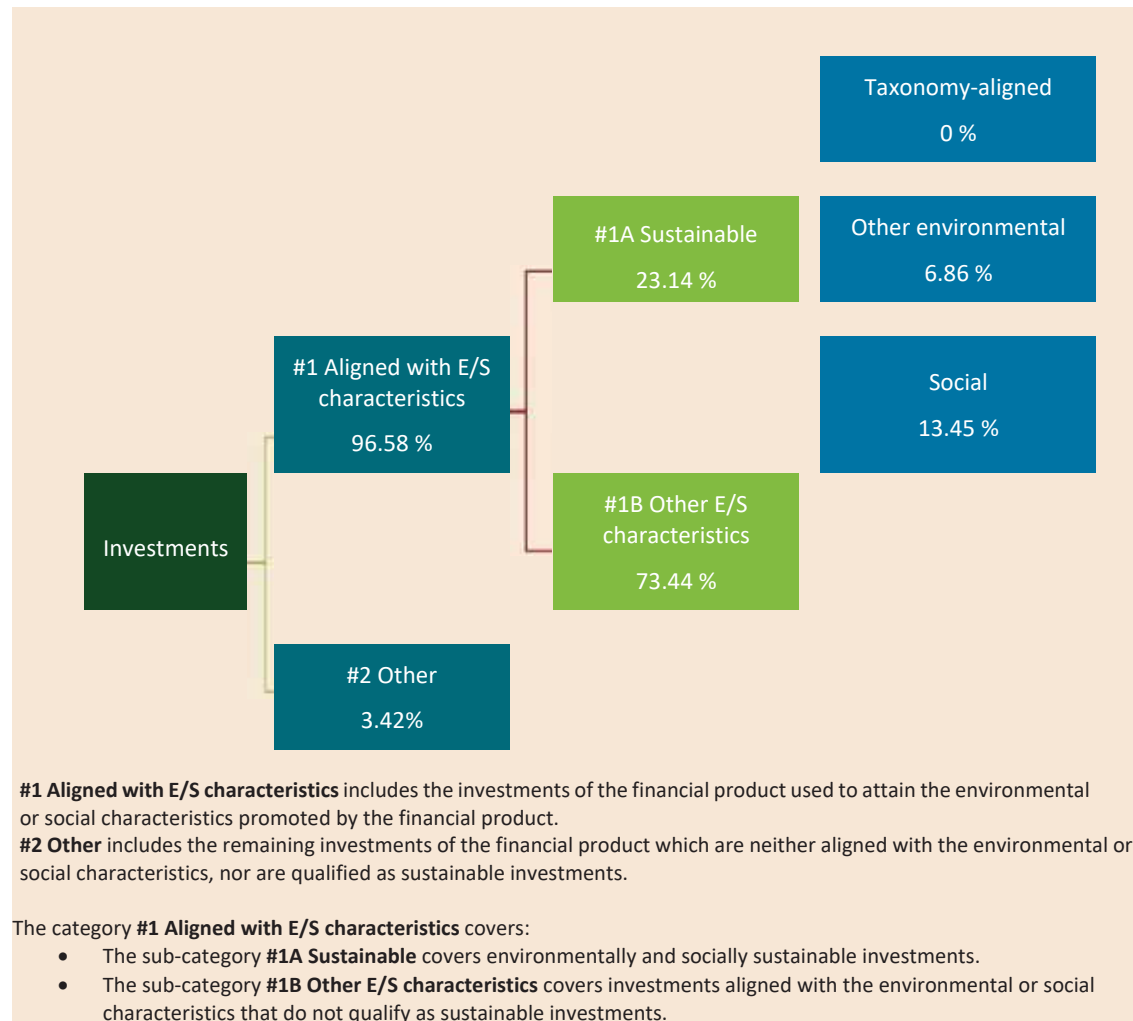 Taxonomy-aligned
0 %
#1A Sustainable
23.14 %
Other environmental
6.86 %
#1 Aligned with E/S
characteristics
96.58 %
Social
13.45 %
Investments
#1B Other E/S
characteristics
73.44 %
#2 Other
3.42%
#1 Aligned with E/S characteristics includes the investments of the financial product used to attain the environmental
or social characteristics promoted by the financial product.
#2 Other includes the remaining investments of the financial product which are neither aligned with the environmental or
social characteristics, nor are qualified as sustainable investments.
The category #1 Aligned with E/S characteristics covers:
• The sub-category #1A Sustainable covers environmentally and socially sustainable investments.
• The sub-category #1B Other E/S characteristics covers investments aligned with the environmental or social
characteristics that do not qualify as sustainable investments.